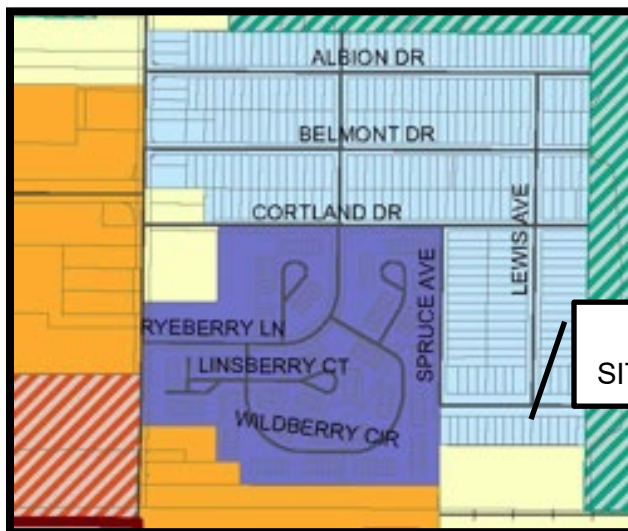 ALBION DR
BELMONT DR
CORTLAND DR
LEWIS AVE
SPRUCE AVE
RYEBERRY LN
LINSBERRY CT
WILDBERRY CIR